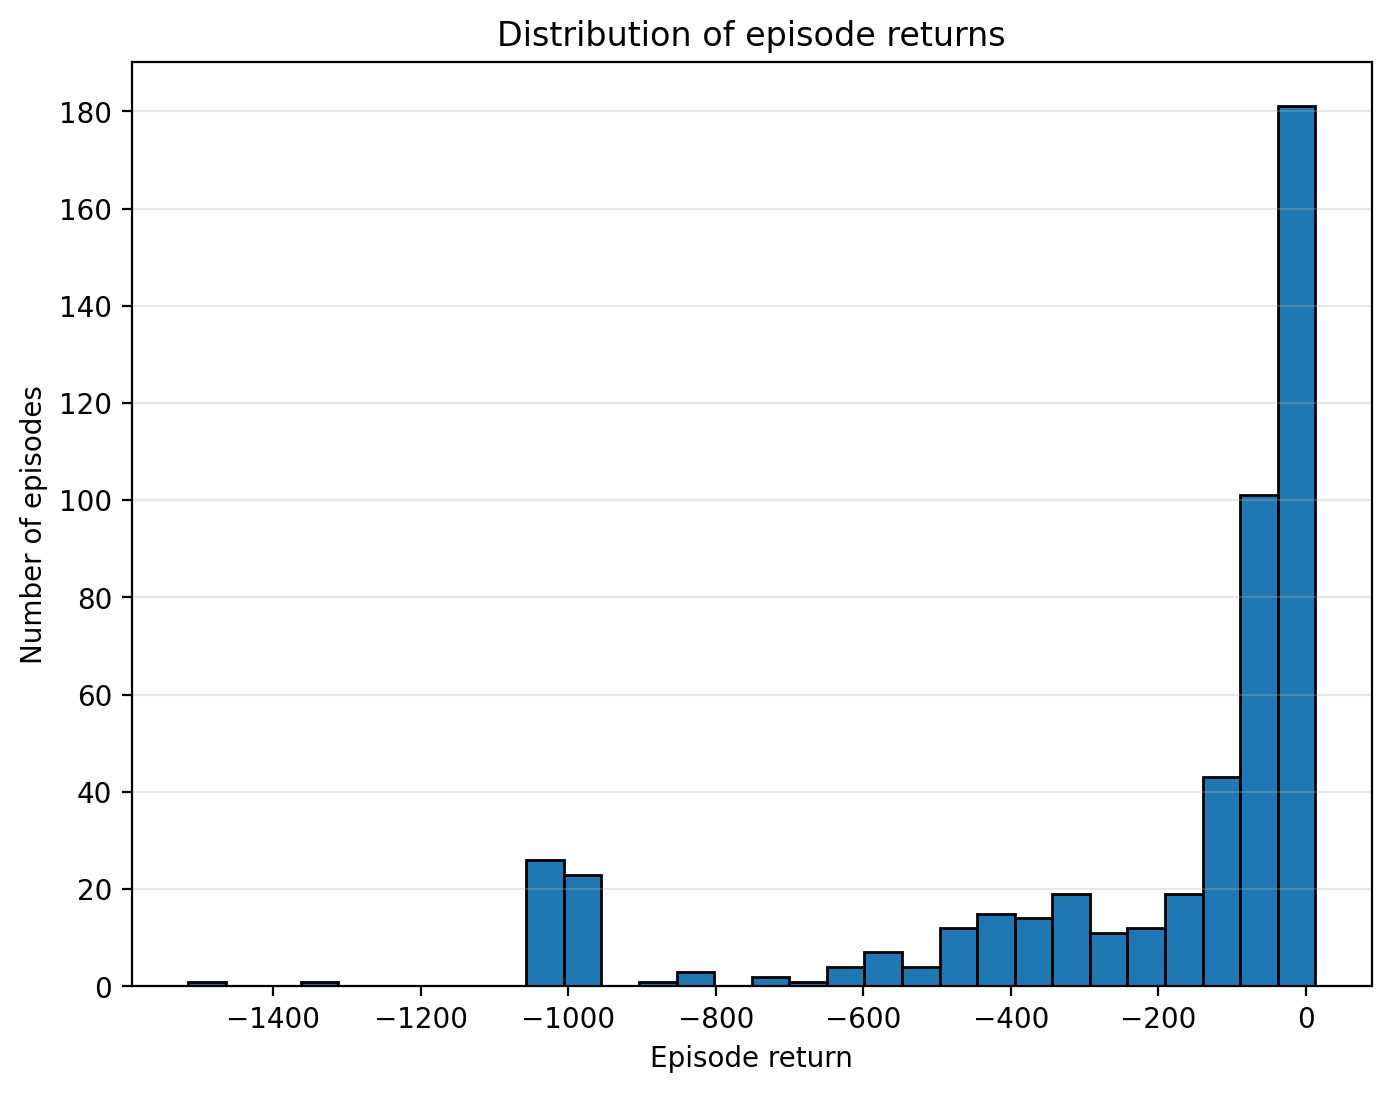 Distribution of episode returns
180
160
140
120
100
80
60
40
20
0
Number of episodes
−1400 −1200 −1000 −800 −600 −400 −200 0
Episode return